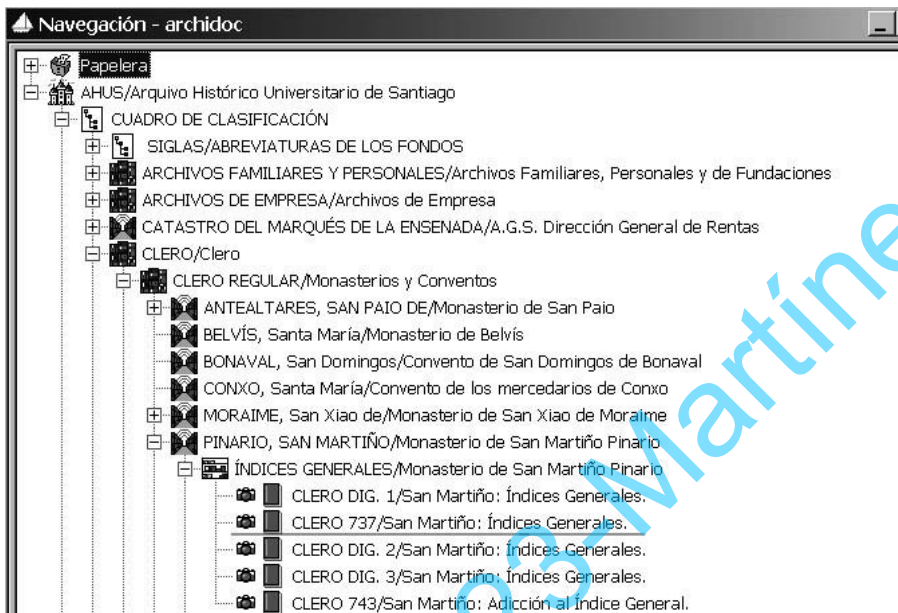 Navegación - archidoc
Papelera
AHUS/Arquivo Histórico Universitario de Santiago
CUADRO DE CLASIFICACIÓN
SIGLAS/ABREVIATURAS DE LOS FONDOS
ARCHIVOS FAMILIARES Y PERSONALES/Archivos Familiares, Personales y de Fundaciones
ARCHIVOS DE EMPRESA/Archivos de Empresa
CATASTRO DEL MARQUÉS DE LA ENSENADA/A.G.S. Dirección General de Rentas
CLERO/Clero
CLERO REGULAR/Monasterios y Conventos
ANTEALTARES, SAN PAIO DE/Monasterio de San Paio
BELVÍS, Santa María/Monasterio de Belvís
BONAVAL, San Domingos/Convento de San Domingos de Bonaval
CONXO, Santa María/Convento de los mercedarios de Conxo
MORAIME, San Xiao de/Monasterio de San Xiao de Moraime
PINARIO, SAN MARTIÑO/Monasterio de San Martiño Pinario
ÍNDICES GENERALES/Monasterio de San Martiño Pinario
CLERO DIG. 1/San Martiño: Índices Generales.
CLERO 737/San Martiño: Índices Generales.
CLERO DIG. 2/San Martiño: Índices Generales.
CLERO DIG. 3/San Martiño: Índices Generales.
CLERO 743/San Martiño: Adicción al Índice General.
23-Martíne